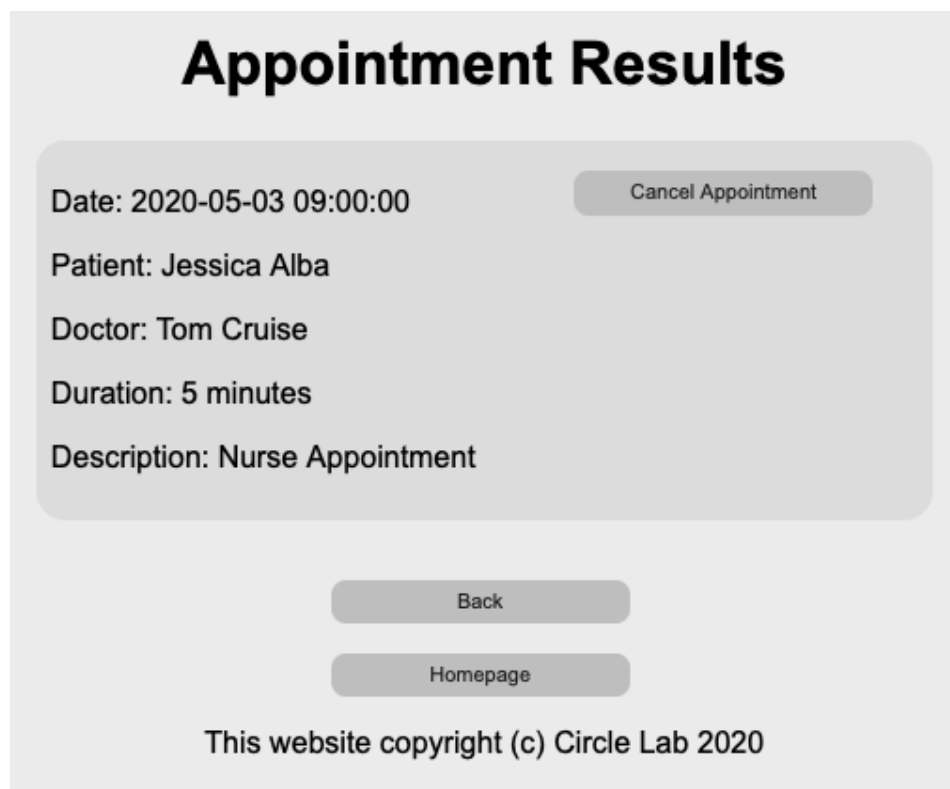 Appointment Results
Date: 2020-05-03 09:00:00
Cancel Appointment
Patient: Jessica Alba
Doctor: Tom Cruise
Duration: 5 minutes
Description: Nurse Appointment
Back
Homepage
This website copyright (c) Circle Lab 2020